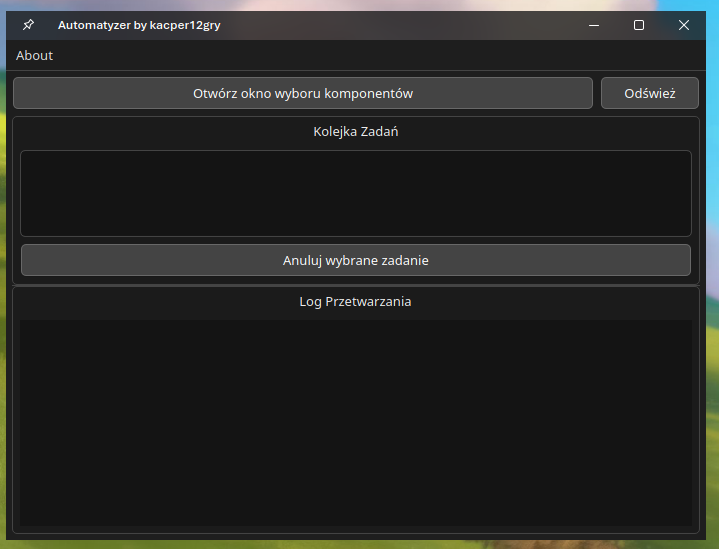 Automatyzer by kacper12gry
About
Otwórz okno wyboru komponentów
Odśwież
Kolejka Zadań
Anuluj wybrane zadanie
Log Przetwarzania